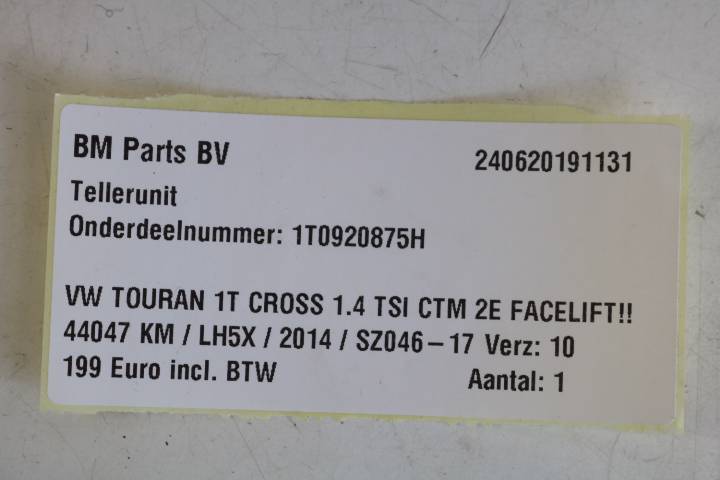 BM Parts BV 240620191131
Tellerunit
Onderdeelnummer: 1T0920875H
VW TOURAN 1T CROSS 1.4 TSI CTM 2E FACELIFT!!
44047 KM / LH5X / 2014 / SZ046-17 Verz: 10
199 Euro incl. BTW Aantal: 1